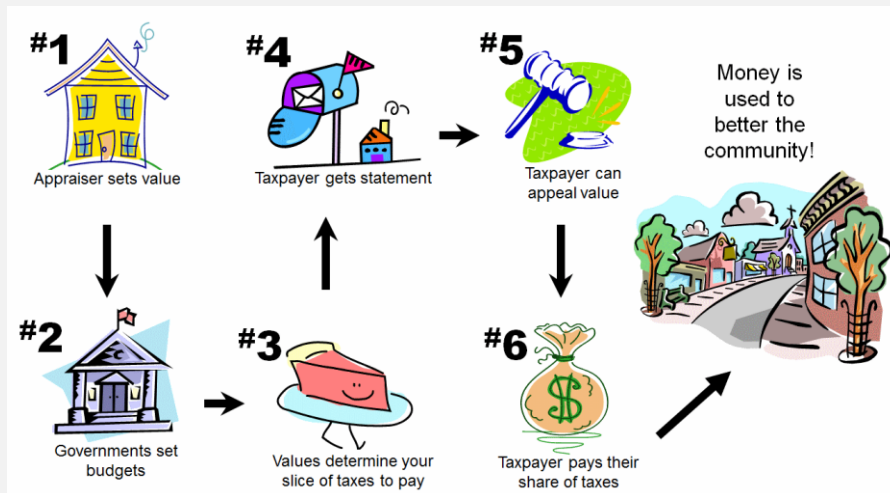 #1
Appraiser sets value
#2
Governments set
budgets
#3
Values determine your
slice of taxes to pay
#4
Taxpayer gets statement
#5
Taxpayer can
appeal value
#6
$
Taxpayer pays their
share of taxes
Money is
used to
better the
community!